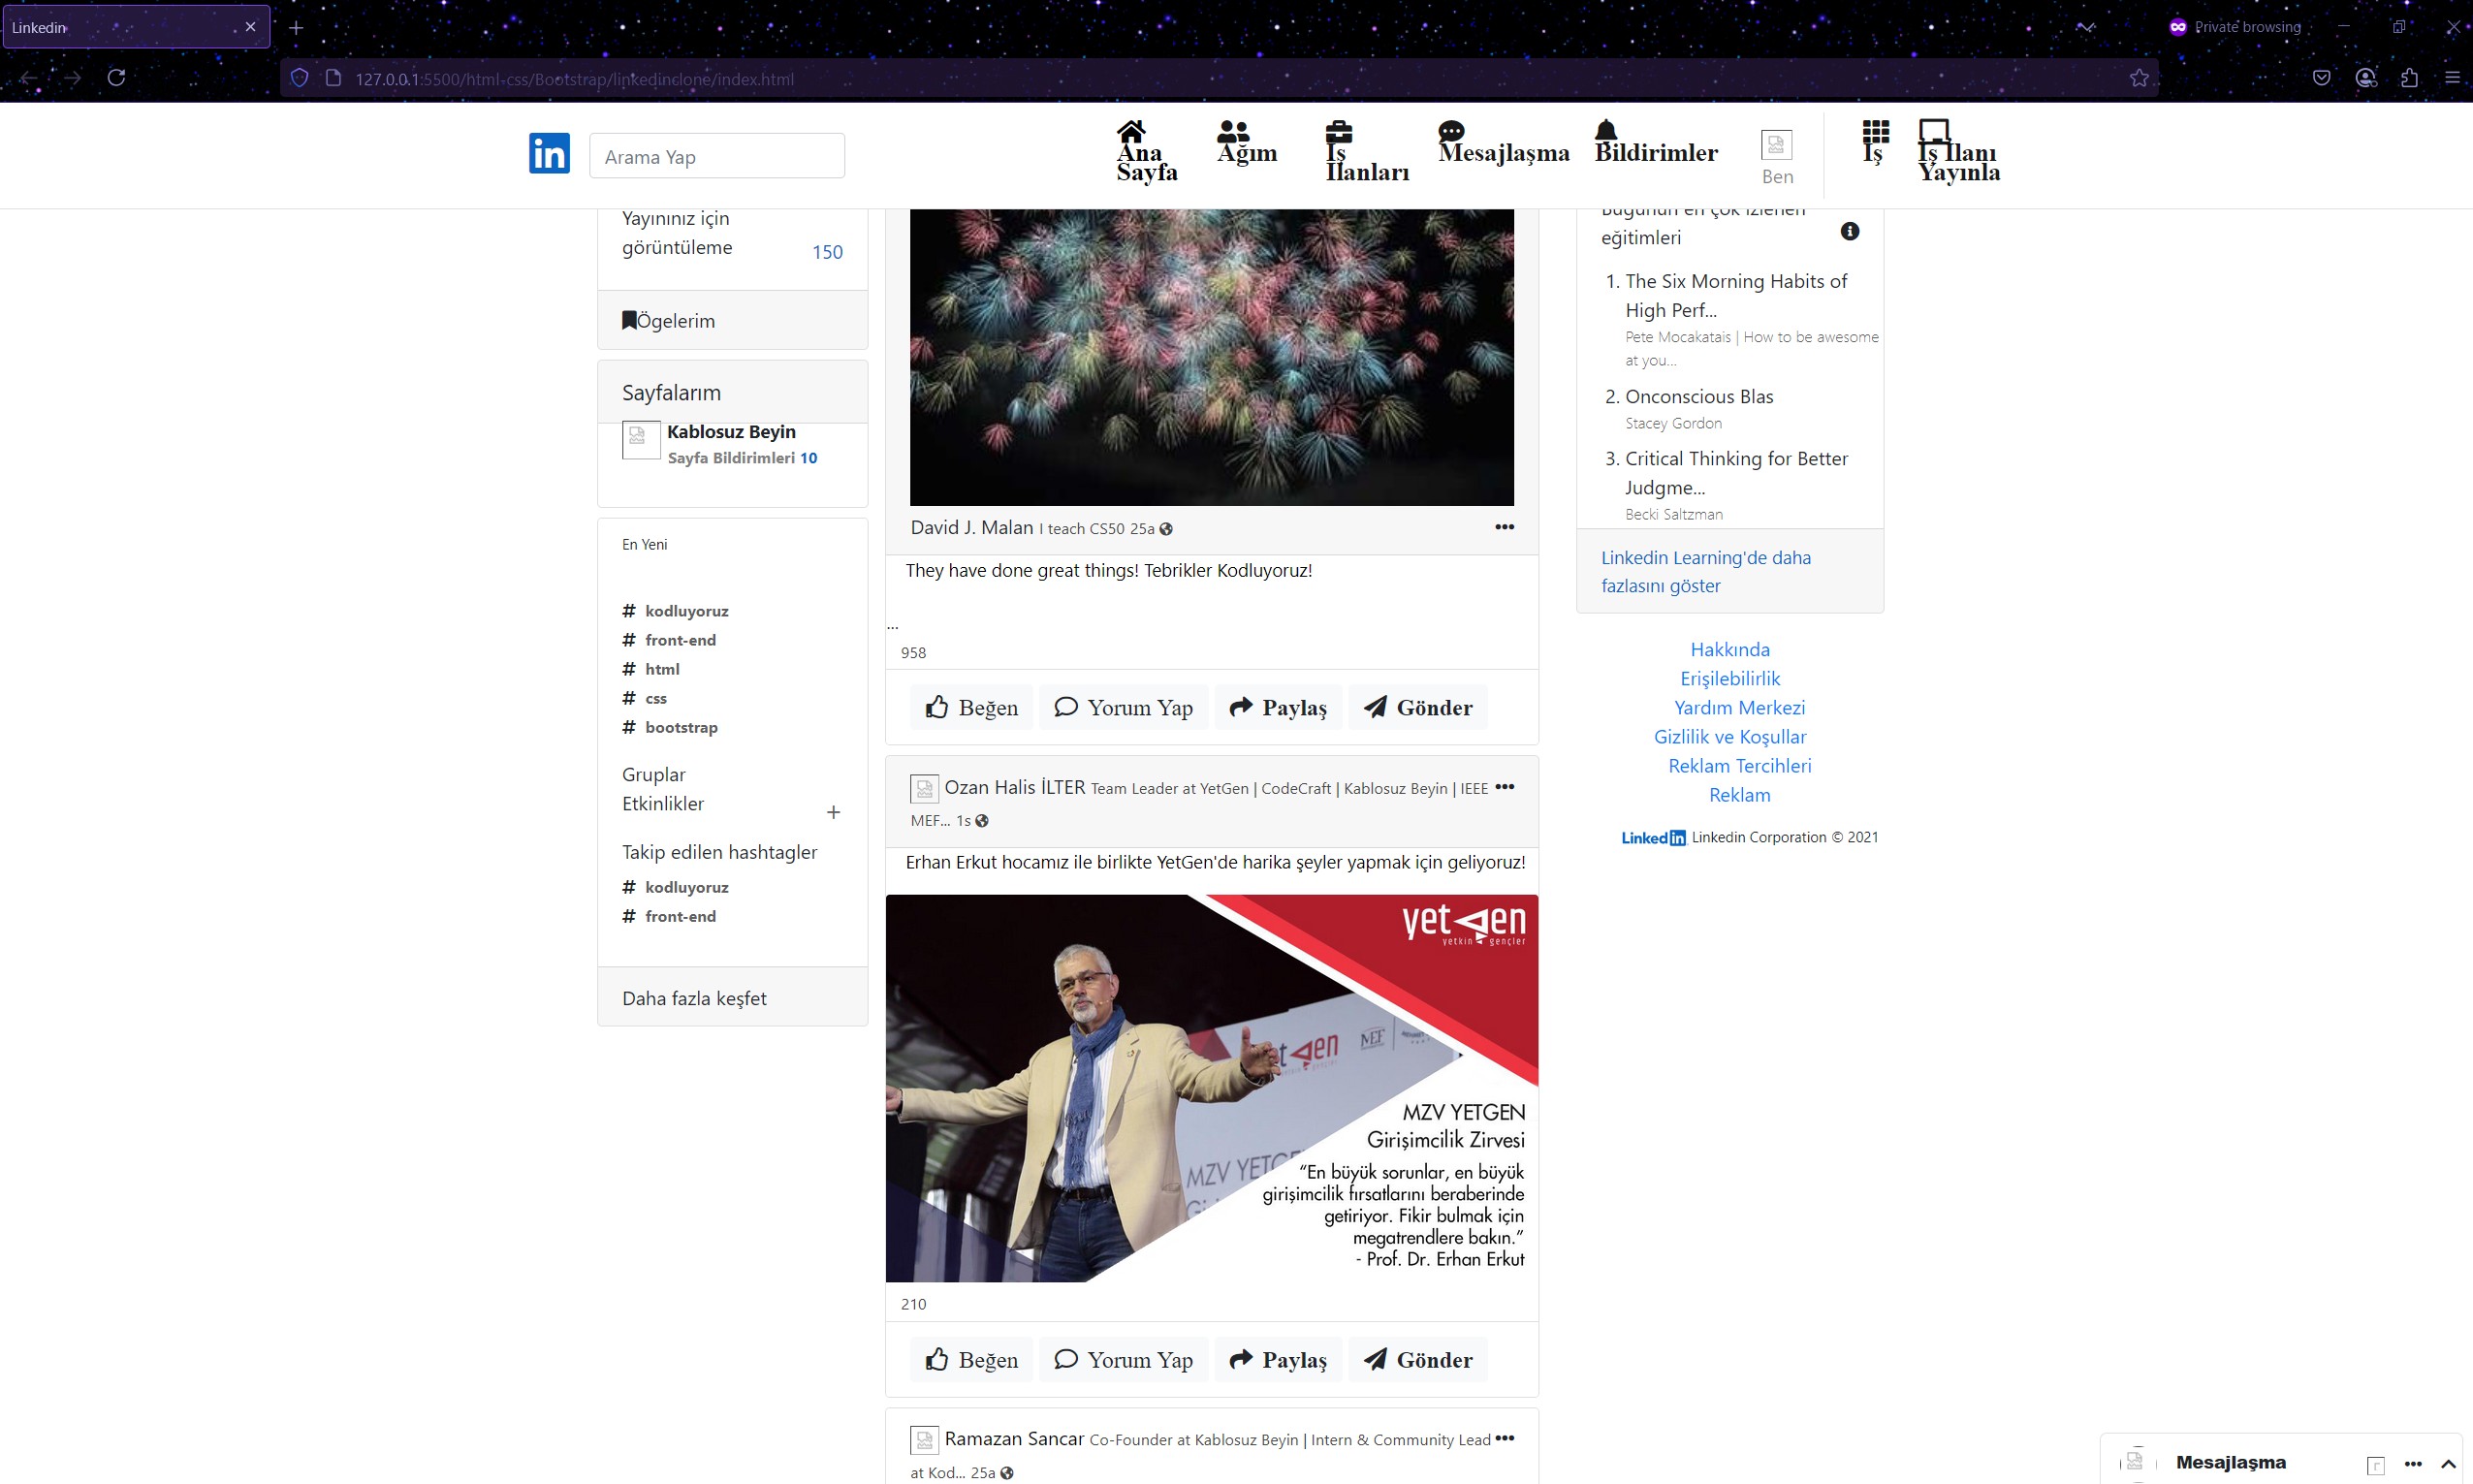 Linkedin
Private browsing
127.0.0.1:5500/html-css/Bootstrap/linkedinclone/index.html
in
Arama Yap
Ana
Sayfa
Ağım
İş
İlanları
Mesajlaşma
Bildirimler
Ben
İş
İş İlanı
Yayınla
Yayınınız için
görüntüleme
150
Ögelerim
Sayfalarım
Kablosuz Beyin
Sayfa Bildirimleri 10
En Yeni
# kodluyoruz
# front-end
# html
# css
# bootstrap
Gruplar
Etkinlikler
+
Takip edilen hashtagler
# kodluyoruz
# front-end
Daha fazla keşfet
David J. Malan I teach CS50 25a
They have done great things! Tebrikler Kodluyoruz!
...
958
Beğen
Yorum Yap
Paylaş
Gönder
Ozan Halis İLTER Team Leader at YetGen | CodeCraft | Kablosuz Beyin | IEEE
MEF... 1s
Erhan Erkut hocamız ile birlikte YetGen'de harika şeyler yapmak için geliyoruz!
yetgen
yetkin gençler
etgen
MEF
MZV YETGE
MZV YETGEN
Girişimcilik Zirvesi
“En büyük sorunlar, en büyük
girişimcilik fırsatlarını beraberinde
getiriyor. Fikir bulmak için
megatrendlere bakın.”
- Prof. Dr. Erhan Erkut
210
Beğen
Yorum Yap
Paylaş
Gönder
Ramazan Sancar Co-Founder at Kablosuz Beyin | Intern & Community Lead
at Kod... 25a
Bugünün en çok izlenen
eğitimleri
1. The Six Morning Habits of
High Perf...
Pete Mocakatais | How to be awesome
at you...
2. Onconscious Blas
Stacey Gordon
3. Critical Thinking for Better
Judgme...
Becki Saltzman
Linkedin Learning'de daha
fazlasını göster
Hakkında
Erişilebilirlik
Yardım Merkezi
Gizlilik ve Koşullar
Reklam Tercihleri
Reklam
Linkedin Linkedin Corporation © 2021
Mesajlaşma